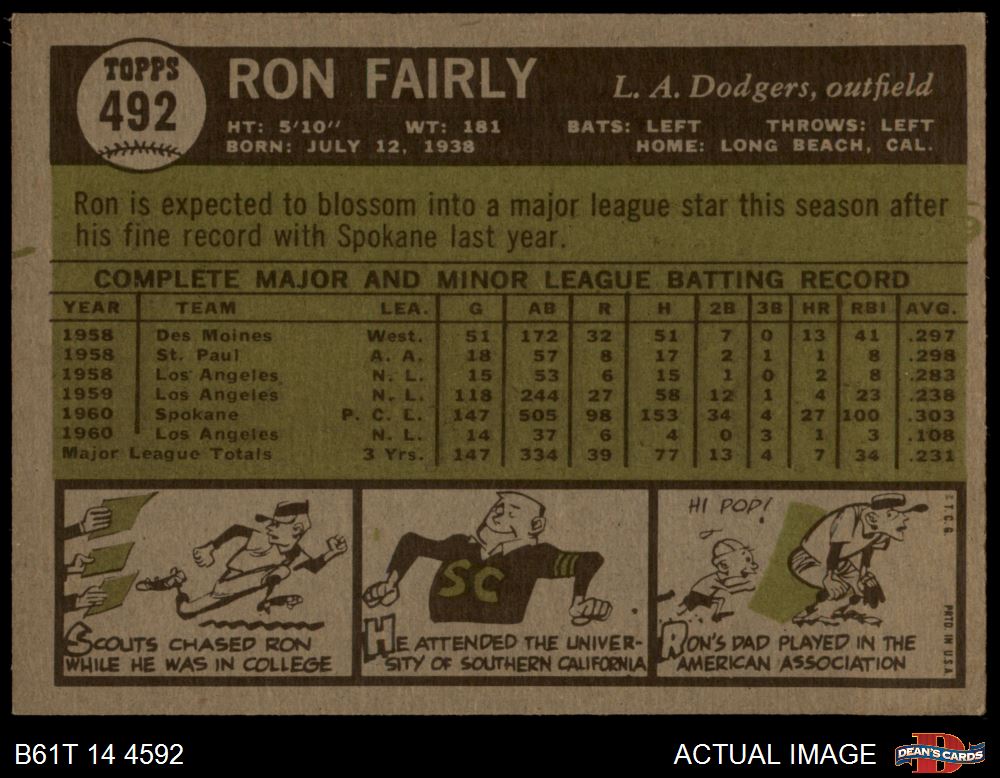 TOPPS
492
RON FAIRLY
L. A. Dodgers, outfield
HT: 5'10" WT: 181 BATS: LEFT THROWS: LEFT
BORN: JULY 12, 1938 HOME: LONG BEACH, CAL.
Ron is expected to blossom into a major league star this season after
his fine record with Spokane last year.
COMPLETE MAJOR AND MINOR LEAGUE BATTING RECORD
YEAR TEAM LEA. G AB R H 2B 3B HR RBI AVG.
1958 Des Moines West. 51 172 32 51 7 0 13 41 .297
1958 St. Paul A. A. 18 57 8 17 2 1 1 8 .298
1958 Los Angeles N. L. 15 53 6 15 1 0 2 8 .283
1959 Los Angeles N. L. 118 244 27 58 12 1 4 23 .238
1960 Spokane P. C. L. 147 505 98 153 34 4 27 100 .303
1960 Los Angeles N. L. 14 37 6 4 0 3 1 3 .108
Major League Totals 3 Yrs. 147 334 39 77 13 4 7 34 .231
SCOUTS CHASED RON
WHILE HE WAS IN COLLEGE
SC
HE ATTENDED THE UNIVER-
SITY OF SOUTHERN CALIFORNIA
HI POP!
RON'S DAD PLAYED IN THE
AMERICAN ASSOCIATION
© T. C. G. PRTD IN U.S.A.
B61T 14 4592
ACTUAL IMAGE
DEAN'S CARDS